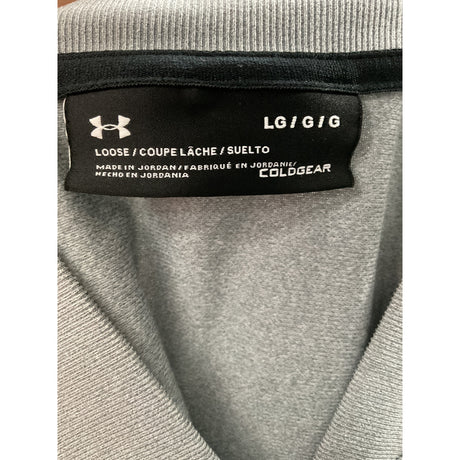 LG / G / G
LOOSE / COUPE LÂCHE / SUELTO
MADE IN JORDAN / FABRIQUÉ EN JORDANIE/
HECHO EN JORDANIA
COLDGEAR